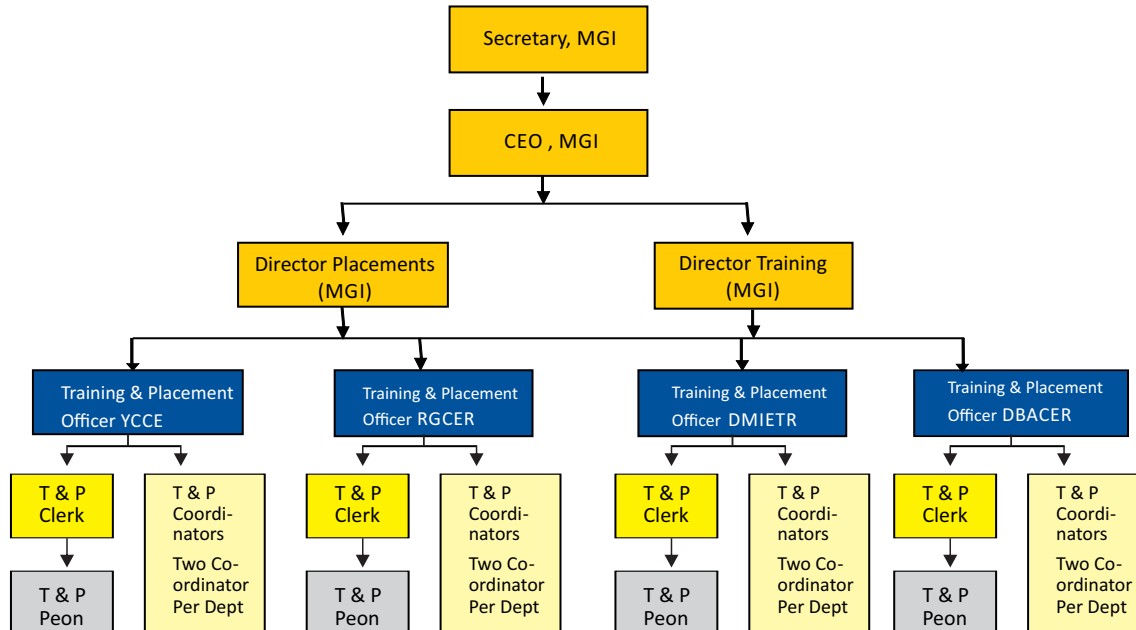 Secretary, MGI
CEO , MGI
Director Placements
(MGI)
Director Training
(MGI)
Training & Placement
Officer YCCE
Training & Placement
Officer RGCER
Training & Placement
Officer DMIETR
Training & Placement
Officer DBACER
T & P
Clerk
T & P
Coordi-
nators
Two Co-
ordinator
Per Dept
T & P
Clerk
T & P
Coordi-
nators
Two Co-
ordinator
Per Dept
T & P
Clerk
T & P
Coordi-
nators
Two Co-
ordinator
Per Dept
T & P
Clerk
T & P
Coordi-
nators
Two Co-
ordinator
Per Dept
T & P
Peon
T & P
Peon
T & P
Peon
T & P
Peon